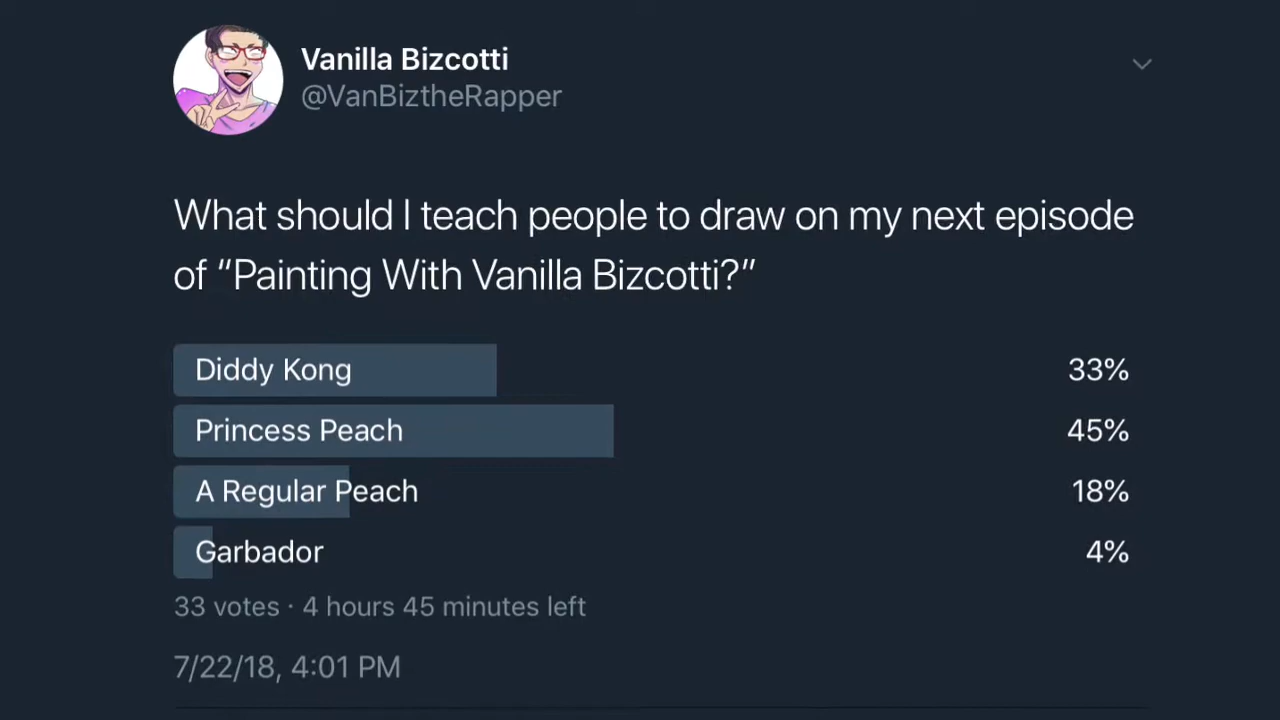 Vanilla Bizcotti
@VanBiztheRapper
What should I teach people to draw on my next episode
of “Painting With Vanilla Bizcotti?”
Diddy Kong 33%
Princess Peach 45%
A Regular Peach 18%
Garbador 4%
33 votes · 4 hours 45 minutes left
7/22/18, 4:01 PM